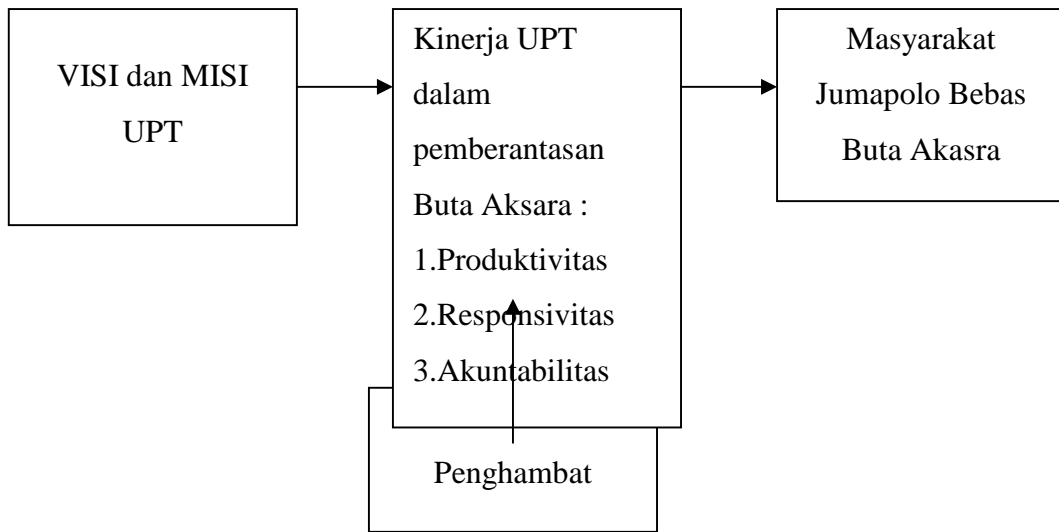 VISI dan MISI
UPT
Kinerja UPT
dalam
pemberantasan
Buta Aksara :
1.Produktivitas
2.Responsivitas
3.Akuntabilitas
Masyarakat
Jumapolo Bebas
Buta Akasra
Penghambat